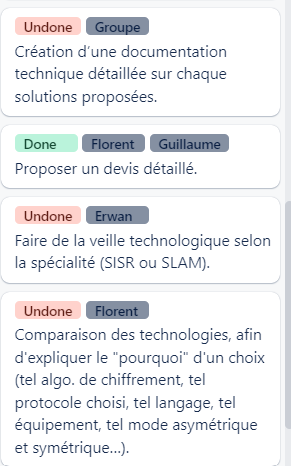 Undone Groupe
Création d’une documentation
technique détaillée sur chaque
solutions proposées.
Done Florent Guillaume
Proposer un devis détaillé.
Undone Erwan
Faire de la veille technologique selon
la spécialité (SISR ou SLAM).
Undone Florent
Comparaison des technologies, afin
d'expliquer le "pourquoi" d'un choix
(tel algo. de chiffrement, tel
protocole choisi, tel langage, tel
équipement, tel mode asymétrique
et symétrique...).